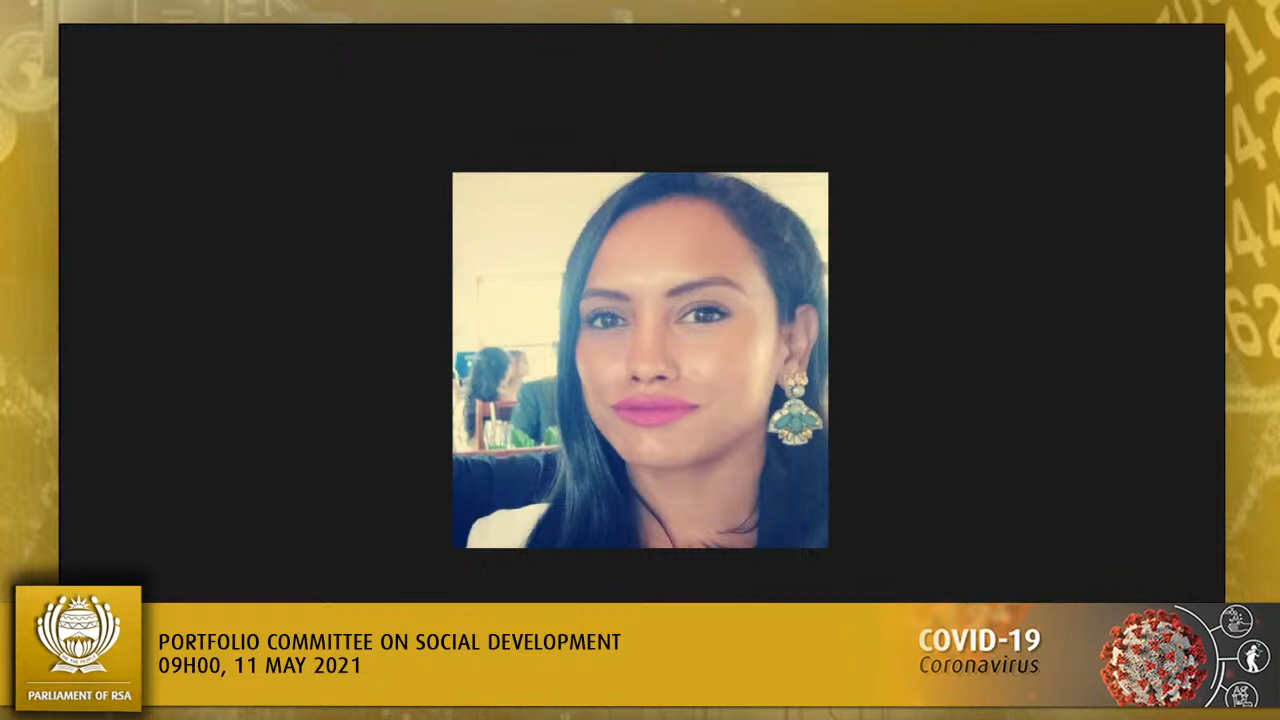 PORTFOLIO COMMITTEE ON SOCIAL DEVELOPMENT
09H00, 11 MAY 2021
PARLIAMENT OF RSA
COVID-19
Coronavirus